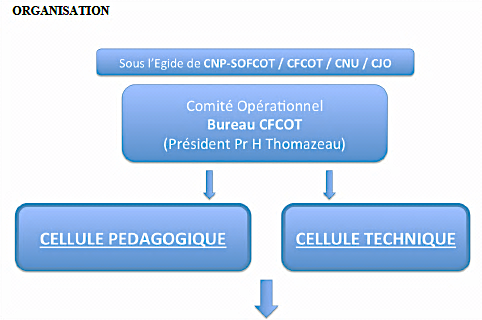 ORGANISATION
Sous l'Egide de CNP-SOFCOT / CFCOT / CNU / CJO
Comité Opérationnel
Bureau CFCOT
(Président Pr H Thomazeau)
CELLULE PEDAGOGIQUE
CELLULE TECHNIQUE